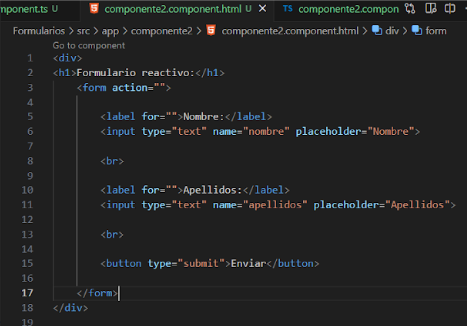 mponent.ts componente2.component.html TS componente2.compon
Formularios > src > app > componente2 > componente2.component.html > div > form
Go to component
1 <div>
2 <h1>Formulario reactivo:</h1>
3 <form action="">
4
5 <label for="">Nombre:</label>
6 <input type="text" name="nombre" placeholder="Nombre">
7
8 <br>
9
10 <label for="">Apellidos:</label>
11 <input type="text" name="apellidos" placeholder="Apellidos">
12
13 <br>
14
15 <button type="submit">Enviar</button>
16
17 </form>
18 </div>
19